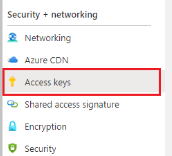 Security + networking
Networking
Azure CDN
Access keys
Shared access signature
Encryption
Security